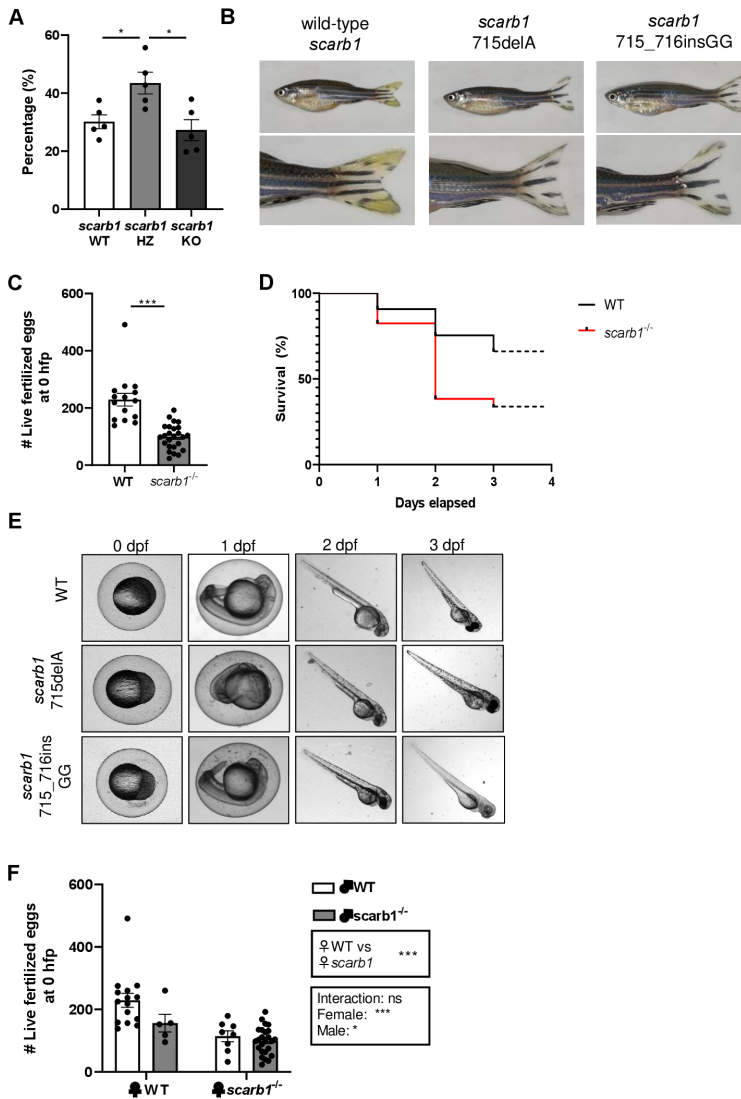 A
Percentage (%)
60
40
20
0
*
*
scarb1
WT
scarb1
HZ
scarb1
KO
B
wild-type
scarb1
scarb1
715delA
scarb1
715_716insGG
C
# Live fertilized eggs
at 0 hfp
600
400
200
0
***
WT
scarb1-/-
D
Survival (%)
100
50
0
0 1 2 3 4
Days elapsed
WT
scarb1-/-
E
0 dpf 1 dpf 2 dpf 3 dpf
WT
scarb1
715delA
scarb1
715_716ins
GG
F
# Live fertilized eggs
at 0 hfp
600
400
200
0
♀WT
♀scarb1-/-
♂WT
♂scarb1-/-
♀WT vs
♀scarb1
***
Interaction: ns
Female: ***
Male: *